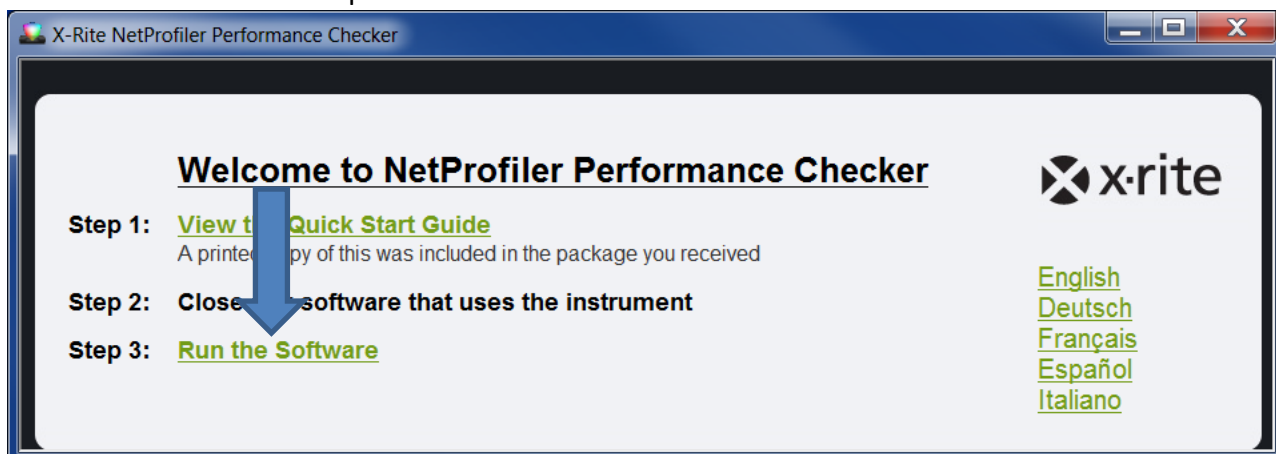 X-Rite NetProfiler Performance Checker
Welcome to NetProfiler Performance Checker
x·rite
Step 1: View Quick Start Guide
A printed of this was included in the package you received
Step 2: Close software that uses the instrument
Step 3: Run the Software
English
Deutsch
Français
Español
Italiano